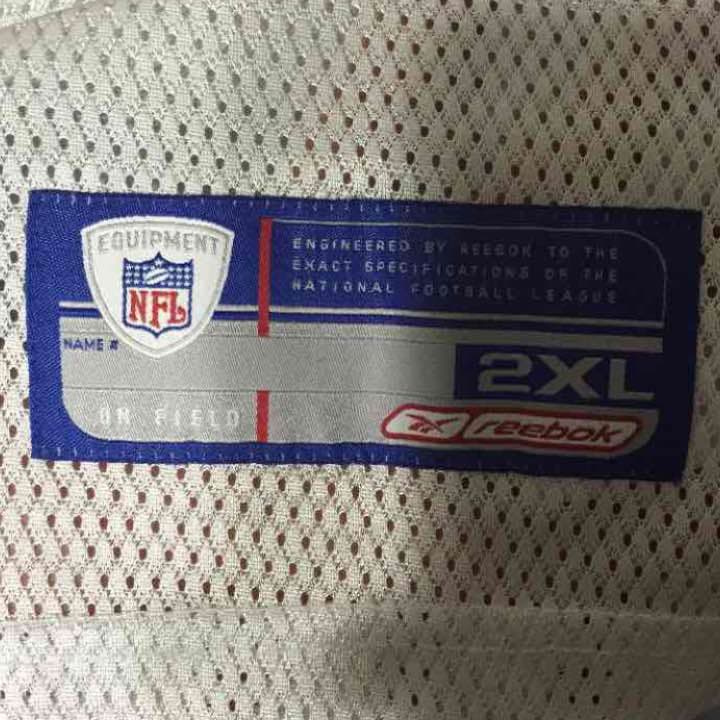 EQUIPMENT
NFL
ENGINEERED BY REEBOK TO THE
EXACT SPECIFICATIONS OF THE
NATIONAL FOOTBALL LEAGUE
NAME #
2XL
ON FIELD
Reebok